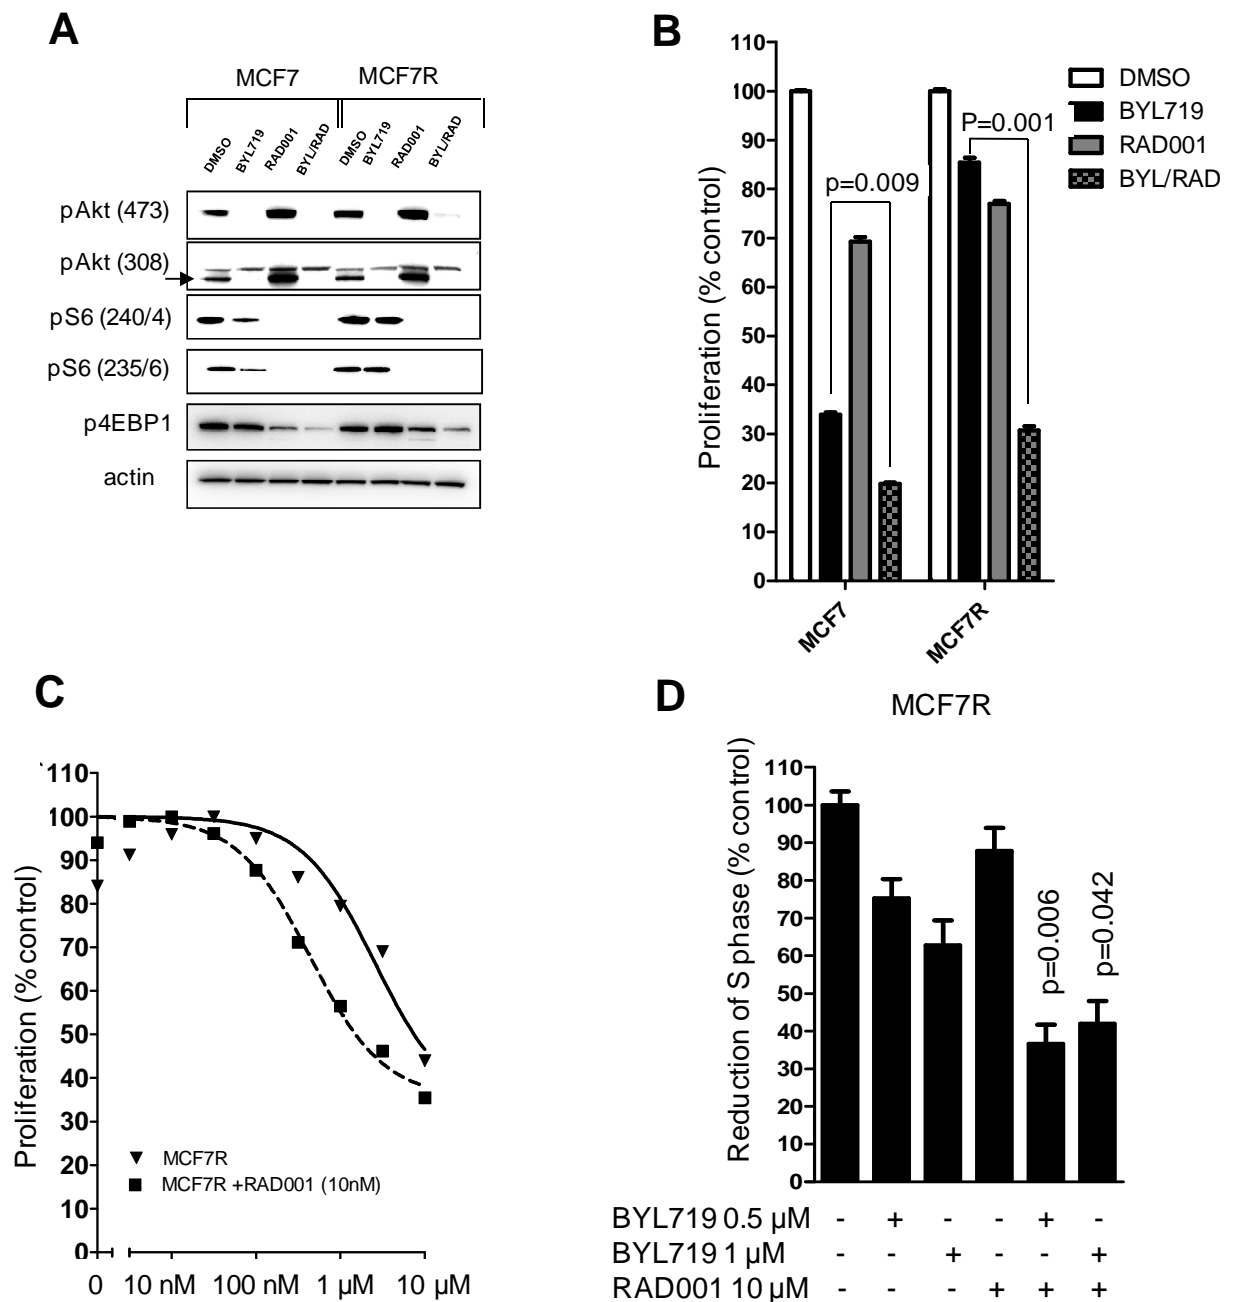 A
MCF7 MCF7R
DMSO BYL719 RAD001 BYL/RAD DMSO BYL719 RAD001 BYL/RAD
pAkt (473)
pAkt (308)
pS6 (240/4)
pS6 (235/6)
p4EBP1
actin
B
Proliferation (% control)
110
100
90
80
70
60
50
40
30
20
10
0
p=0.009
P=0.001
DMSO
BYL719
RAD001
BYL/RAD
MCF7 MCF7R
C
Proliferation (% control)
110
100
90
80
70
60
50
40
30
20
10
0
MCF7R
MCF7R +RAD001 (10nM)
0 10 nM 100 nM 1 µM 10 µM
D
MCF7R
Reduction of S phase (% control)
110
100
90
80
70
60
50
40
30
20
10
0
p=0.006
p=0.042
BYL719 0.5 µM - + - - + -
BYL719 1 µM - - + - - +
RAD001 10 µM - - - + + +